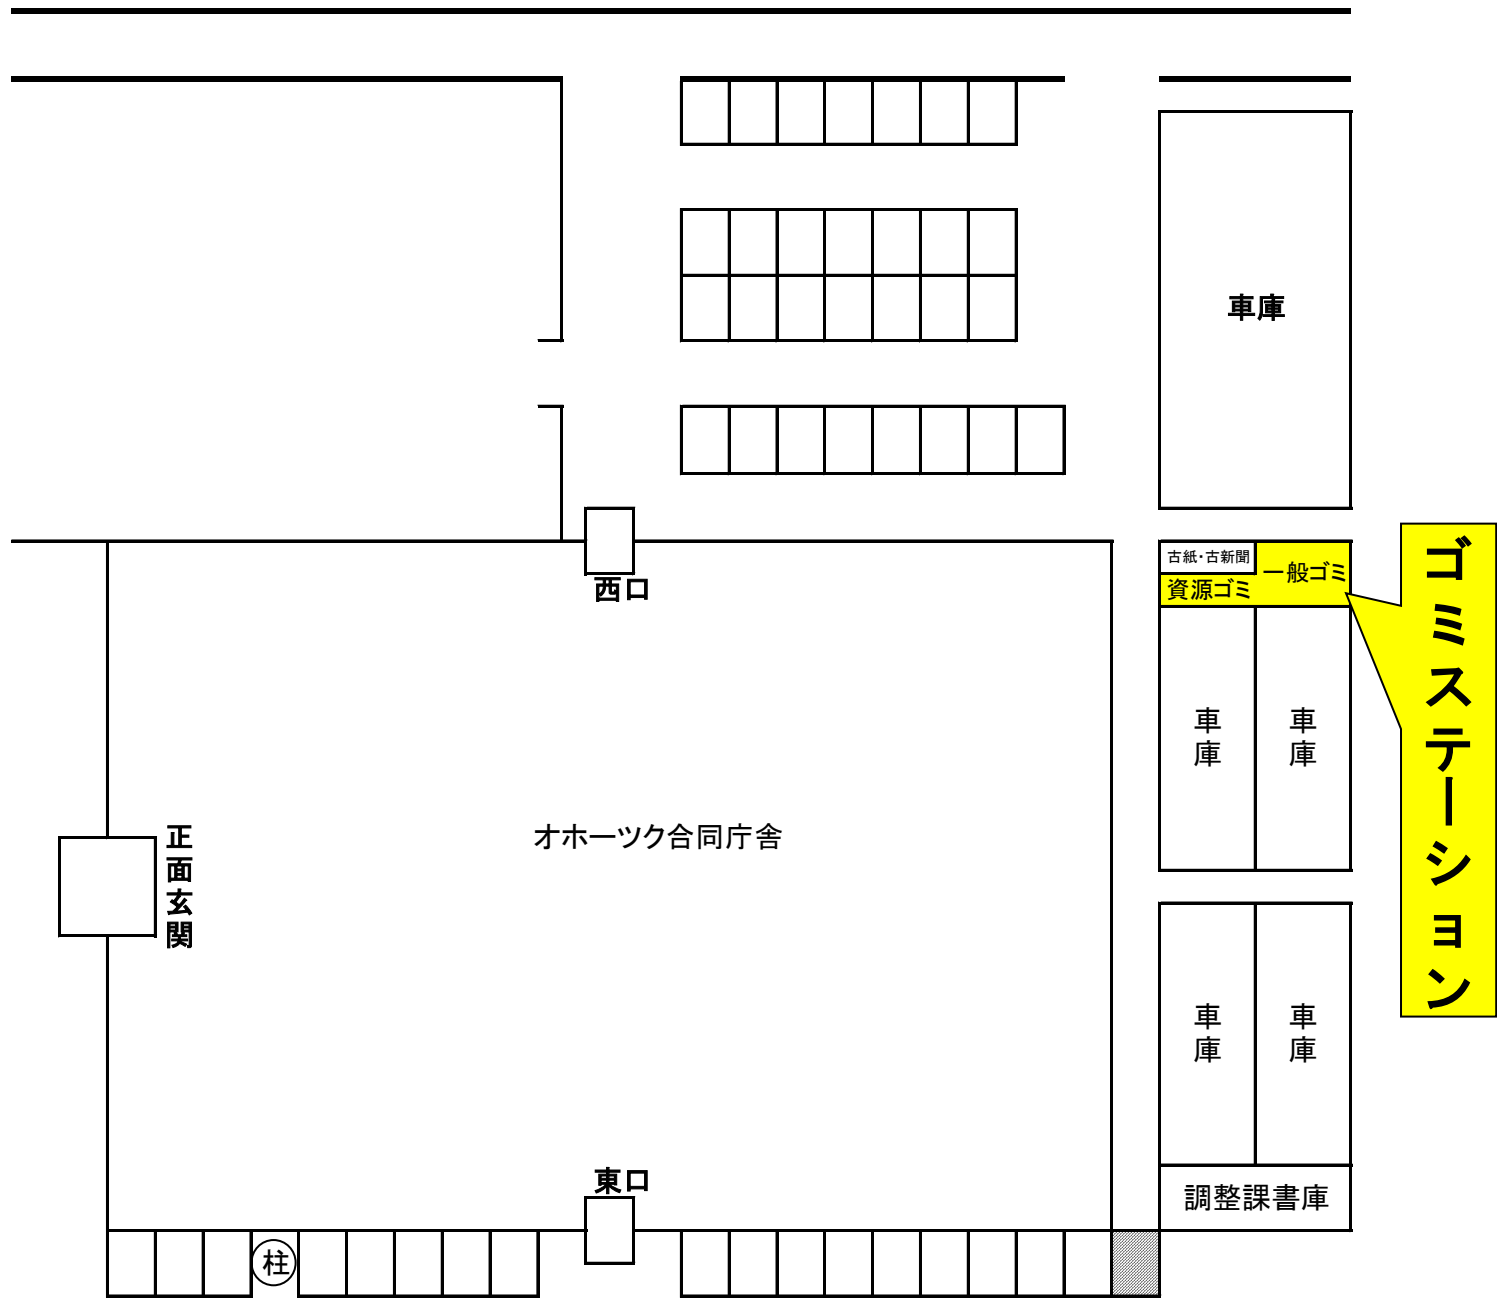 車庫
古紙・古新聞
一般ゴミ
資源ゴミ
ゴミステーション
西口
車庫
車庫
オホーツク合同庁舎
正面玄関
車庫
車庫
東口
調整課書庫
柱